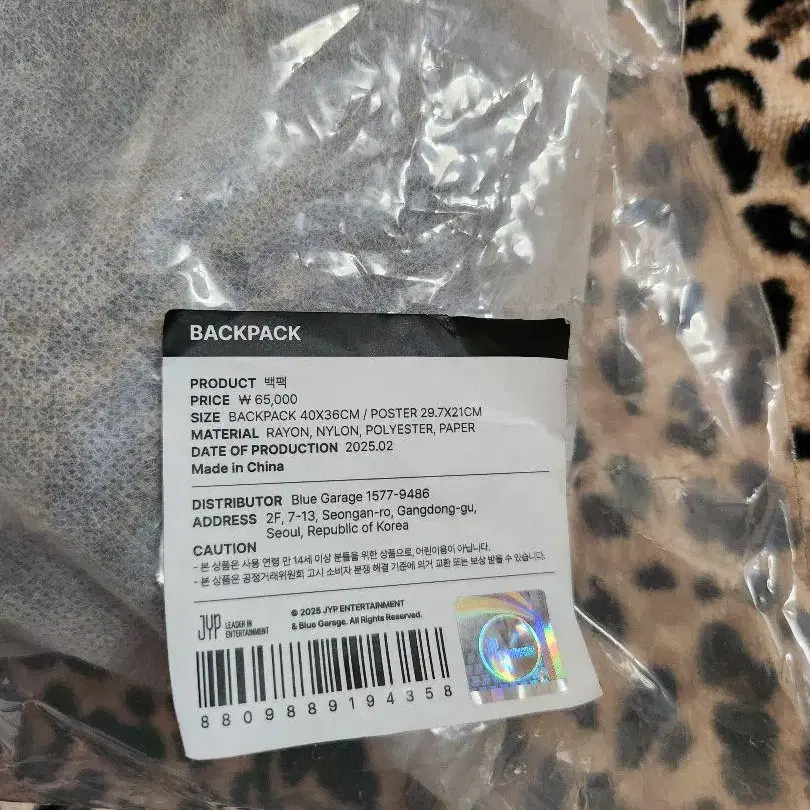 BACKPACK
PRODUCT 백팩
PRICE ₩ 65,000
SIZE BACKPACK 40X36CM / POSTER 29.7X21CM
MATERIAL RAYON, NYLON, POLYESTER, PAPER
DATE OF PRODUCTION 2025.02
Made in China
DISTRIBUTOR Blue Garage 1577-9486
ADDRESS 2F, 7-13, Seongan-ro, Gangdong-gu,
Seoul, Republic of Korea
CAUTION
- 본 상품은 사용 연령 만 14세 이상 분들을 위한 상품으로, 어린이용이 아닙니다.
- 본 상품은 공정거래위원회 고시 소비자 분쟁 해결 기준에 의거 교환 또는 보상 받을 수 있습니다.
JYP LEADER IN
ENTERTAINMENT
© 2025 JYP ENTERTAINMENT
& Blue Garage. All Rights Reserved.
8809889194358